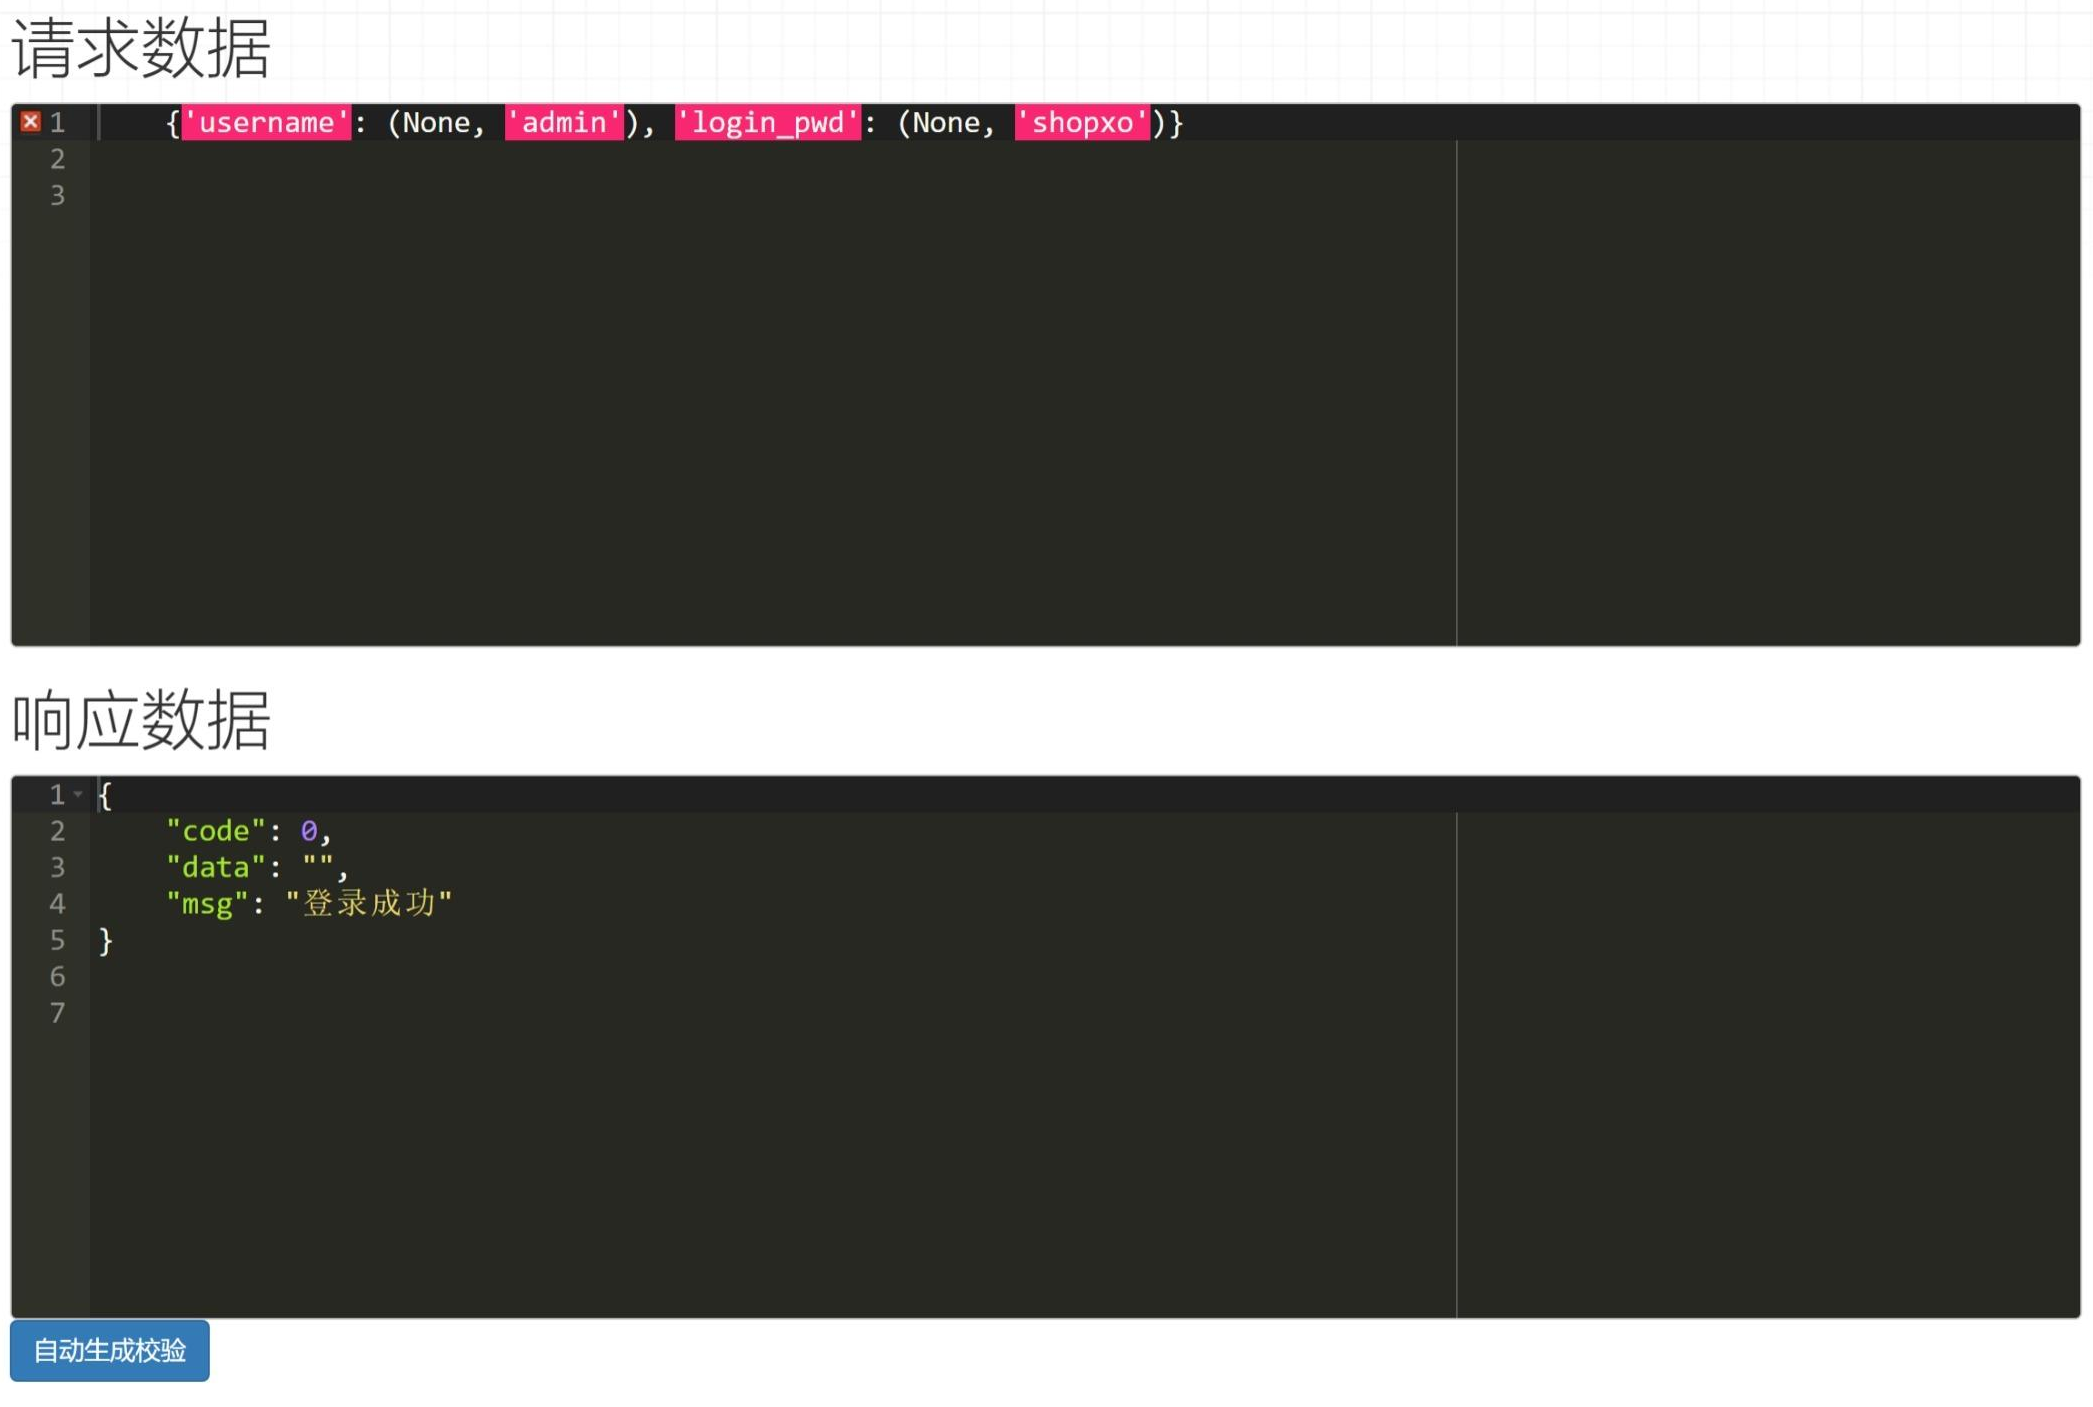 请求数据
1 {'username': (None, 'admin'), 'login_pwd': (None, 'shopxo')}
2
3
响应数据
1 {
2 "code": 0,
3 "data": "",
4 "msg": "登录成功"
5 }
6
7
自动生成校验